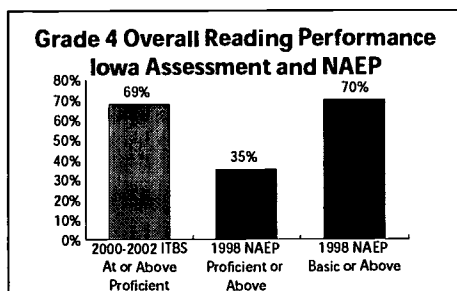 Grade 4 Overall Reading Performance
Iowa Assessment and NAEP
80%
70%
60%
50%
40%
30%
20%
10%
0%
69%
35%
70%
2000-2002 ITBS
At or Above
Proficient
1998 NAEP
Proficient or
Above
1998 NAEP
Basic or Above